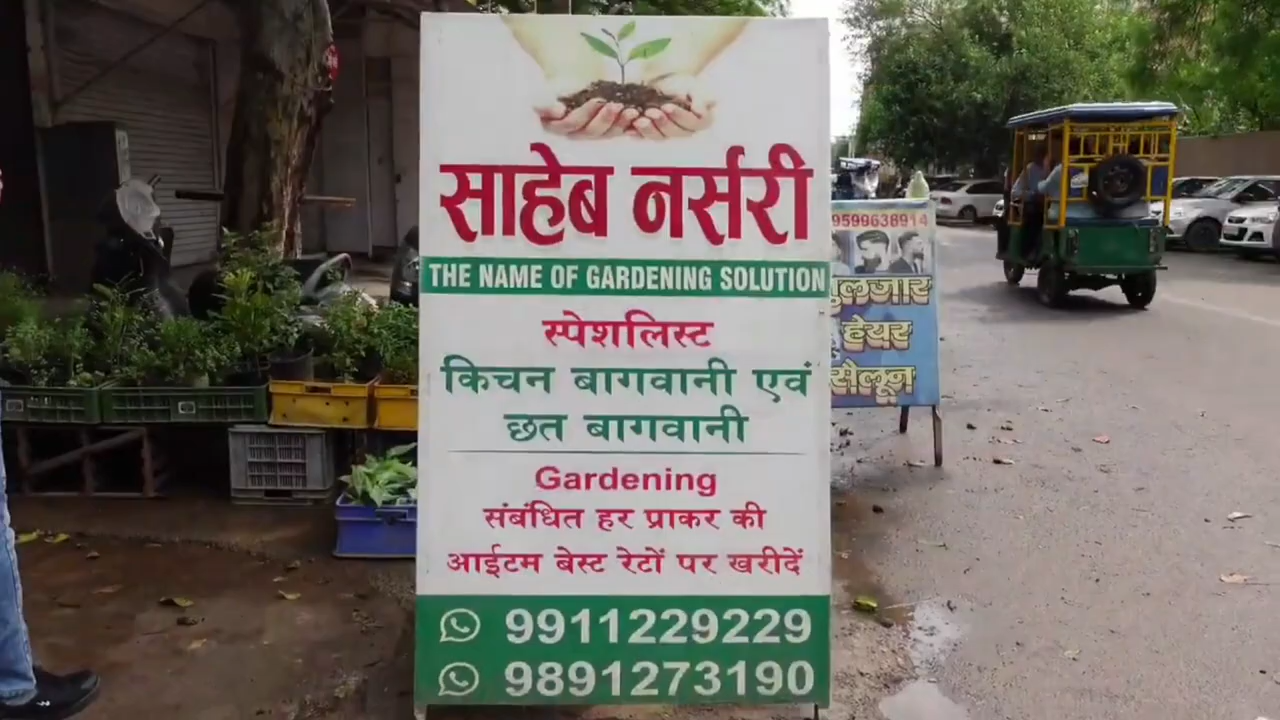 साहेब नर्सरी
THE NAME OF GARDENING SOLUTION
स्पेशलिस्ट
किचन बागवानी एवं
छत बागवानी
Gardening
संबंधित हर प्राकर की
आईटम बेस्ट रेटों पर खरीदें
9911229229
9891273190
9599638914
हेयर
सैलून